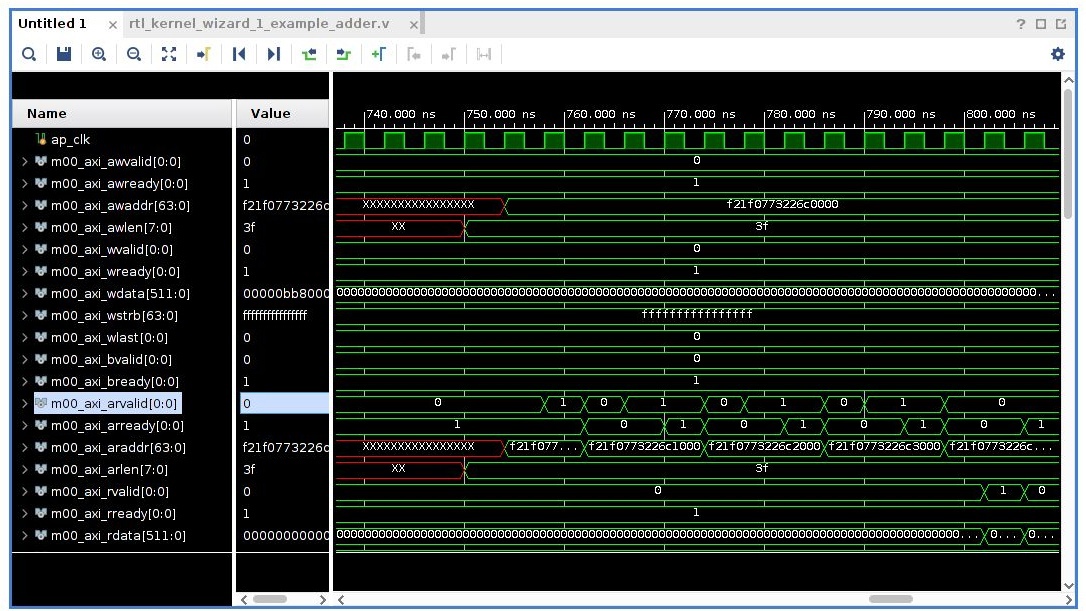 Untitled 1 × rtl_kernel_wizard_1_example_adder.v ×
Name Value 740.000 ns 750.000 ns 760.000 ns 770.000 ns 780.000 ns 790.000 ns 800.000 ns
ap_clk 0
m00_axi_awvalid[0:0] 0 0
m00_axi_awready[0:0] 1 1
m00_axi_awaddr[63:0] f21f0773226c XXXXXXXXXXXXXXXX f21f0773226c0000
m00_axi_awlen[7:0] 3f XX 3f
m00_axi_wvalid[0:0] 0 0
m00_axi_wready[0:0] 1 1
m00_axi_wdata[511:0] 00000bb8000
m00_axi_wstrb[63:0] ffffffffffffffff ffffffffffffffff
m00_axi_wlast[0:0] 0 0
m00_axi_bvalid[0:0] 0 0
m00_axi_bready[0:0] 1 1
m00_axi_arvalid[0:0] 0 0 1 0 1 0 1 0 1 0
m00_axi_arready[0:0] 1 1 0 1 0 1 0 1 0 1
m00_axi_araddr[63:0] f21f0773226c XXXXXXXXXXXXXXXX f21f077... f21f0773226c1000 f21f0773226c2000 f21f0773226c3000 f21f0773226c...
m00_axi_arlen[7:0] 3f XX 3f
m00_axi_rvalid[0:0] 0 0 1 0
m00_axi_rready[0:0] 1 1
m00_axi_rdata[511:0] 00000000000 0... 0...